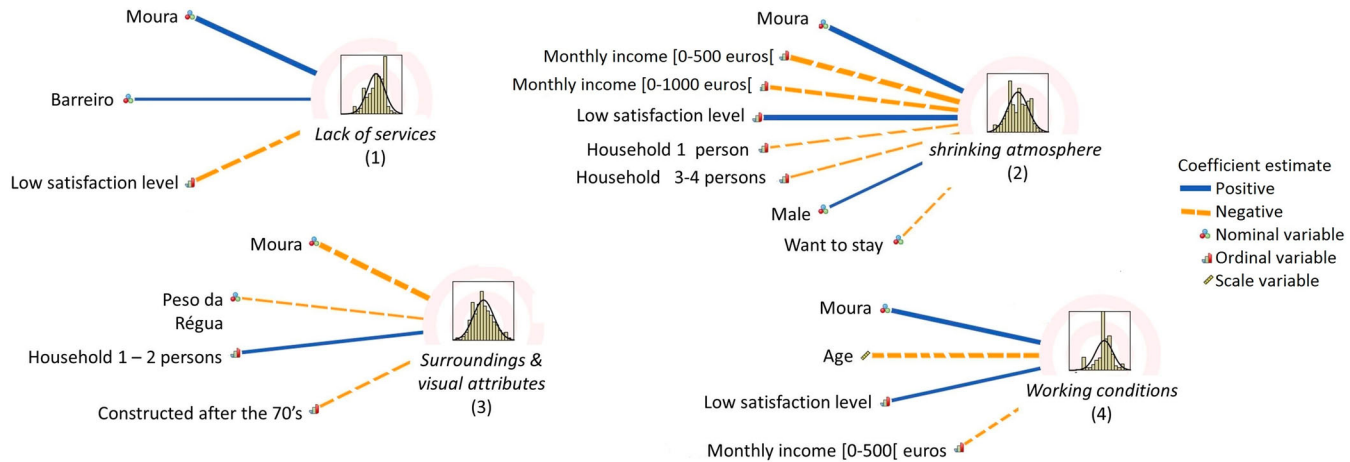 Moura
Barreiro
Low satisfaction level
Lack of services
(1)
Moura
Monthly income [0-500 euros[
Monthly income [0-1000 euros[
Low satisfaction level
Household 1 person
Household 3-4 persons
Male
Want to stay
shrinking atmosphere
(2)
Coefficient estimate
Positive
Negative
Nominal variable
Ordinal variable
Scale variable
Moura
Peso da
Régua
Household 1 – 2 persons
Constructed after the 70's
Surroundings &
visual attributes
(3)
Moura
Age
Low satisfaction level
Monthly income [0-500[ euros
Working conditions
(4)